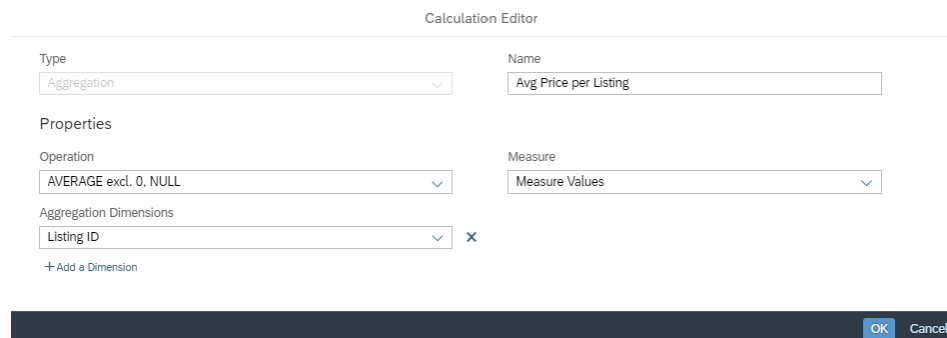 Calculation Editor
Type
Name
Aggregation
Avg Price per Listing
Properties
Operation
Measure
AVERAGE excl. 0, NULL
Measure Values
Aggregation Dimensions
Listing ID
+ Add a Dimension
OK
Cancel